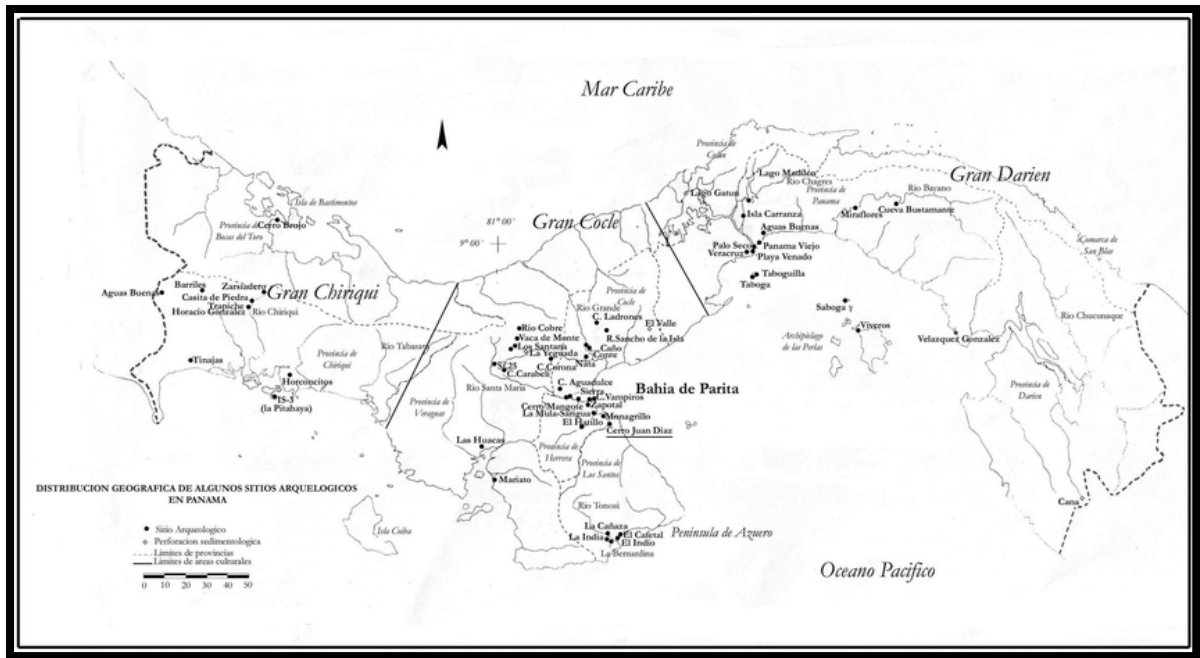 Mar Caribe
Provincia de
Colon
Lago Madden
Rio Chagres
Gran Darien
Lago Gatun
Provincia de
Panama
Rio Bayano
Isla de Bastimentos
Gran Cocle
Isla Carranza
Miraflores
Cueva Bustamante
81° 00´
9° 00´
Provincia de
Bocas del Toro
Cerro Brujo
Aguas Buenas
Palo Seco
Panama Viejo
Veracruz
Playa Venado
Comarca de
San Blas
Taboguilla
Taboga
Aguas Buenas
Barriles
Zarsiadero
Gran Chiriqui
Casita de Piedra
Trapiche
Horacio Gonzalez
Rio Chiriqui
Provincia de
Cocle
Rio Grande
C. Ladrones
El Valle
Saboga
Viveros
Rio Chucunaque
Rio Cobre
Vaca de Monte
R.Sancho de la Isla
Archipielago
de las Perlas
Velazquez Gonzalez
Rio Tabasara
Los Santana
La Yeguada
Caño
Conte
Nata
Tinajas
Provincia de
Chiriqui
C.Corona
C.Carabali
Horconcitos
IS-3
(la Pitahaya)
Rio Santa Maria
C. Aguadulce
Bahia de Parita
Provincia de
Darien
Provincia de
Veraguas
Sierra
C.Vampiros
Cerro Mangote
Zapotal
La Mula-Sarigua
Monagrillo
El Hatillo
Cerro Juan Diaz
Las Huacas
Provincia de
Herrera
Provincia de
Los Santos
Mariato
DISTRIBUCION GEOGRAFICA DE ALGUNOS SITIOS ARQUELOGICOS
EN PANAMA
Cana
Rio Tonosi
Isla Coiba
La Cañaza
El Cafetal
La India
El Indio
La Bernardina
Peninsula de Azuero
Sitio Arqueologico
Perforacion sedimentologica
Limites de provincias
Limites de areas culturales
0 10 20 30 40 50
Oceano Pacifico